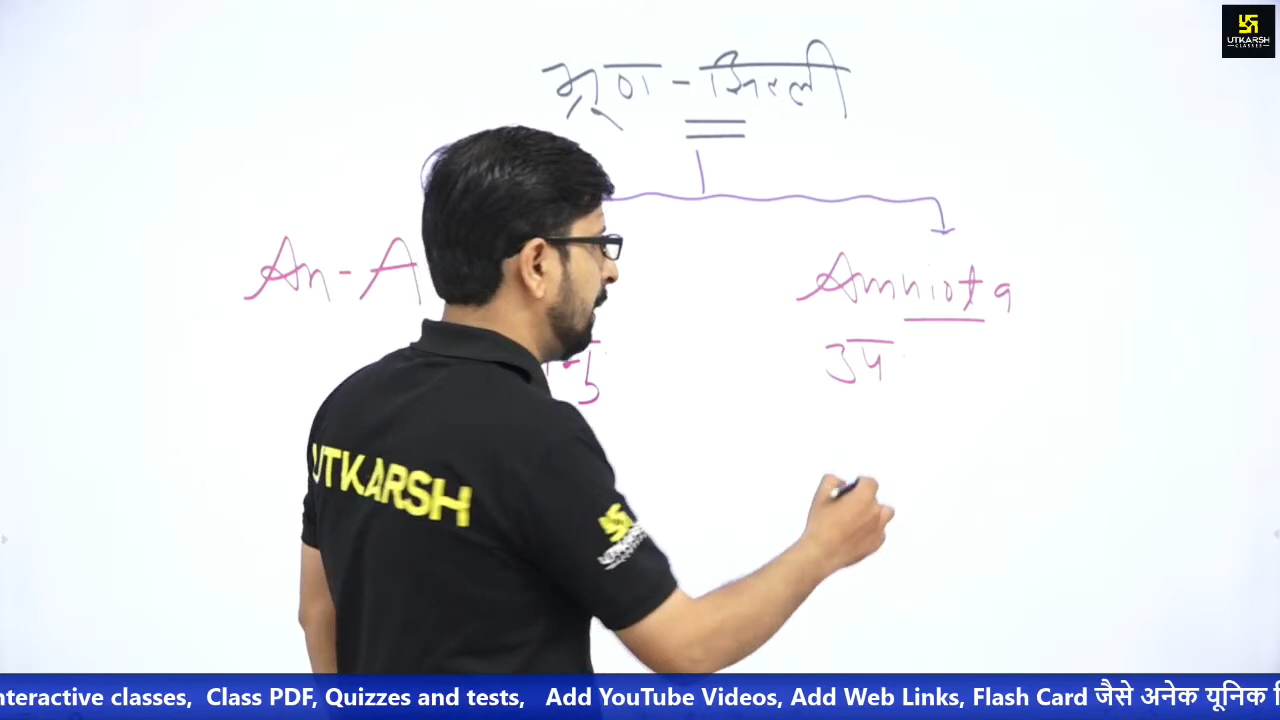 UTKARSH
CLASSES
भ्रूण - झिल्ली
An - A
Amniota
उप
UTKARSH
nteractive classes, Class PDF, Quizzes and tests, Add YouTube Videos, Add Web Links, Flash Card जैसे अनेक यूनिक